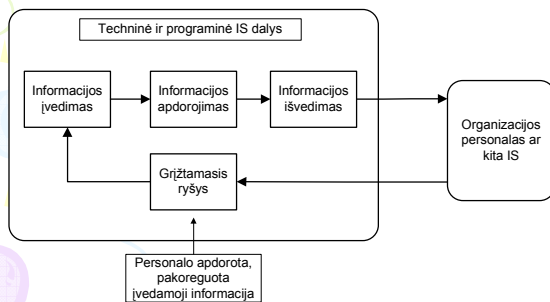 Techninė ir programinė IS dalys
Informacijos
įvedimas
Informacijos
apdorojimas
Informacijos
išvedimas
Organizacijos
personalas ar
kita IS
Grįžtamasis
ryšys
Personalo apdorota,
pakoreguota
įvedamoji informacija